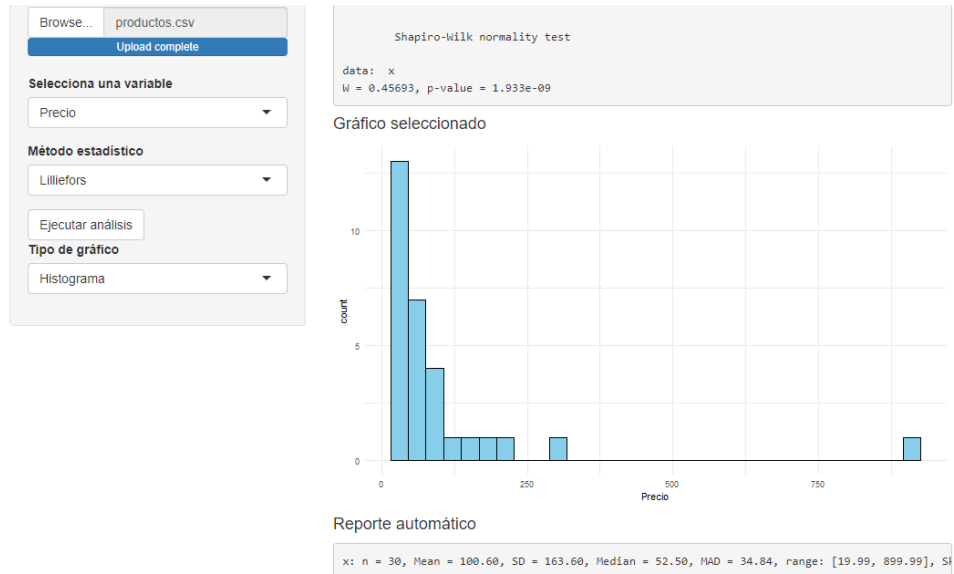 Browse... productos.csv
Upload complete
Selecciona una variable
Precio
Método estadístico
Lilliefors
Ejecutar análisis
Tipo de gráfico
Histograma
Shapiro-Wilk normality test
data: x
W = 0.45693, p-value = 1.933e-09
Gráfico seleccionado
10
5
0
count
0 250 500 750
Precio
Reporte automático
x: n = 30, Mean = 100.60, SD = 163.60, Median = 52.50, MAD = 34.84, range: [19.99, 899.99],